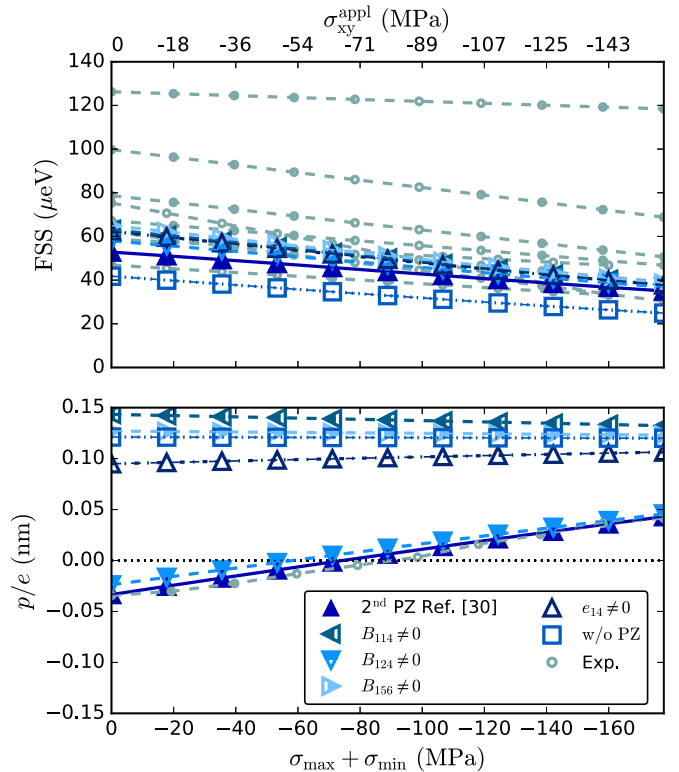 σ_xy^appl (MPa)
0 -18 -36 -54 -71 -89 -107 -125 -143
140
120
100
80
60
40
20
0
FSS (μeV)
0.15
0.10
0.05
0.00
−0.05
−0.10
−0.15
p/e (nm)
2nd PZ Ref. [30]
B114 ≠ 0
B124 ≠ 0
B156 ≠ 0
e14 ≠ 0
w/o PZ
Exp.
0 −20 −40 −60 −80 −100 −120 −140 −160
σmax + σmin (MPa)